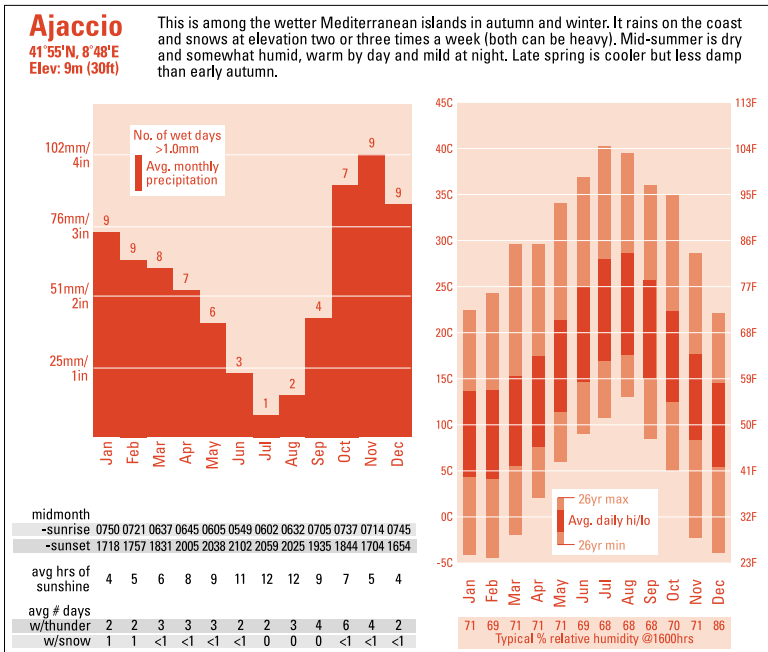 Ajaccio
41°55'N, 8°48'E
Elev: 9m (30ft)
This is among the wetter Mediterranean islands in autumn and winter. It rains on the coast
and snows at elevation two or three times a week (both can be heavy). Mid-summer is dry
and somewhat humid, warm by day and mild at night. Late spring is cooler but less damp
than early autumn.
No. of wet days
>1.0mm
Avg. monthly
precipitation
102mm/
4in
76mm/
3in
51mm/
2in
25mm/
1in
9 9 8 7 6 3 1 2 4 7 9 9
Jan Feb Mar Apr May Jun Jul Aug Sep Oct Nov Dec
45C 113F
40C 104F
35C 95F
30C 86F
25C 77F
20C 68F
15C 59F
10C 50F
5C 41F
0C 32F
-5C 23F
26yr max
Avg. daily hi/lo
26yr min
Jan Feb Mar Apr May Jun Jul Aug Sep Oct Nov Dec
71 69 71 71 71 69 68 68 68 70 71 86
Typical % relative humidity @1600hrs
midmonth
-sunrise 0750 0721 0637 0645 0605 0549 0602 0632 0705 0737 0714 0745
-sunset 1718 1757 1831 2005 2038 2102 2059 2025 1935 1844 1704 1654
avg hrs of
sunshine 4 5 6 8 9 11 12 12 9 7 5 4
avg # days
w/thunder 2 2 3 3 3 2 2 3 4 6 4 2
w/snow 1 1 <1 <1 <1 <1 0 0 0 <1 <1 <1